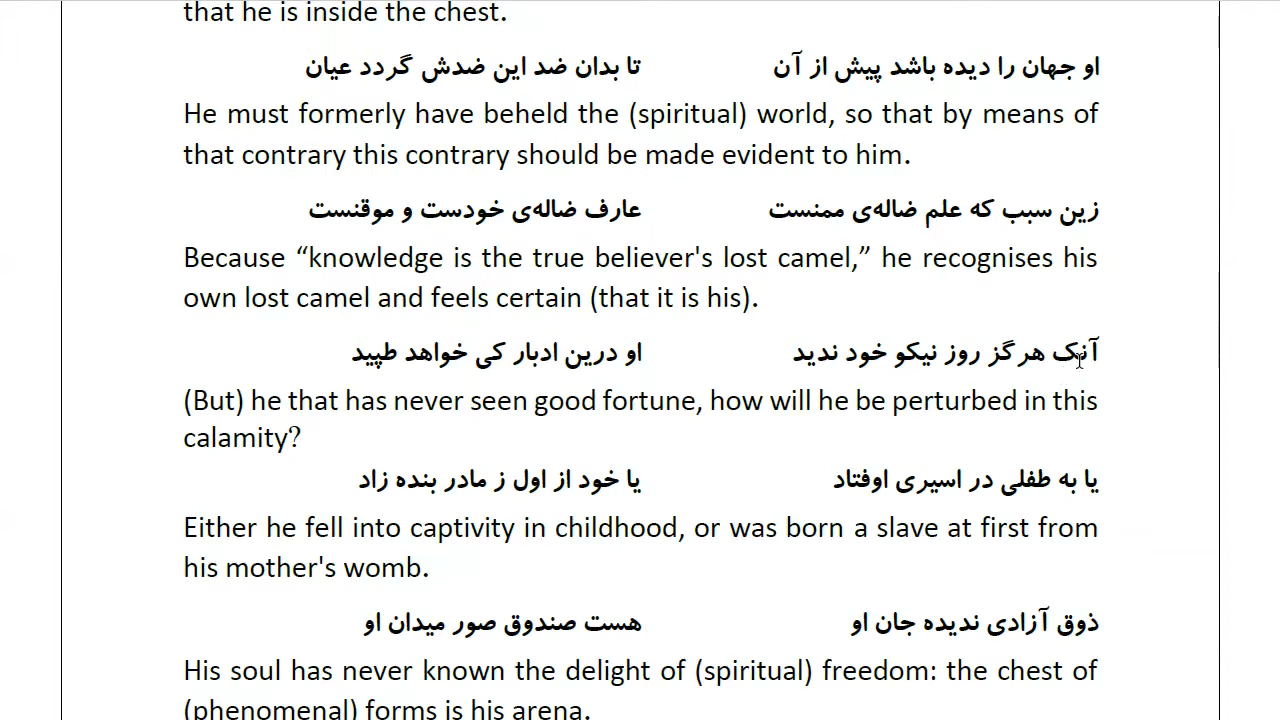 that he is inside the chest.
او جهان را دیده باشد پیش از آن تا بدان ضد این ضدش گردد عیان
He must formerly have beheld the (spiritual) world, so that by means of
that contrary this contrary should be made evident to him.
زین سبب که علم ضاله‌ی ممنست عارف ضاله‌ی خودست و موقنست
Because “knowledge is the true believer's lost camel,” he recognises his
own lost camel and feels certain (that it is his).
آنک هرگز روز نیکو خود ندید او درین ادبار کی خواهد طپید
(But) he that has never seen good fortune, how will he be perturbed in this
calamity?
یا به طفلی در اسیری اوفتاد یا خود از اول ز مادر بنده زاد
Either he fell into captivity in childhood, or was born a slave at first from
his mother's womb.
ذوق آزادی ندیده جان او هست صندوق صور میدان او
His soul has never known the delight of (spiritual) freedom: the chest of
(phenomenal) forms is his arena.